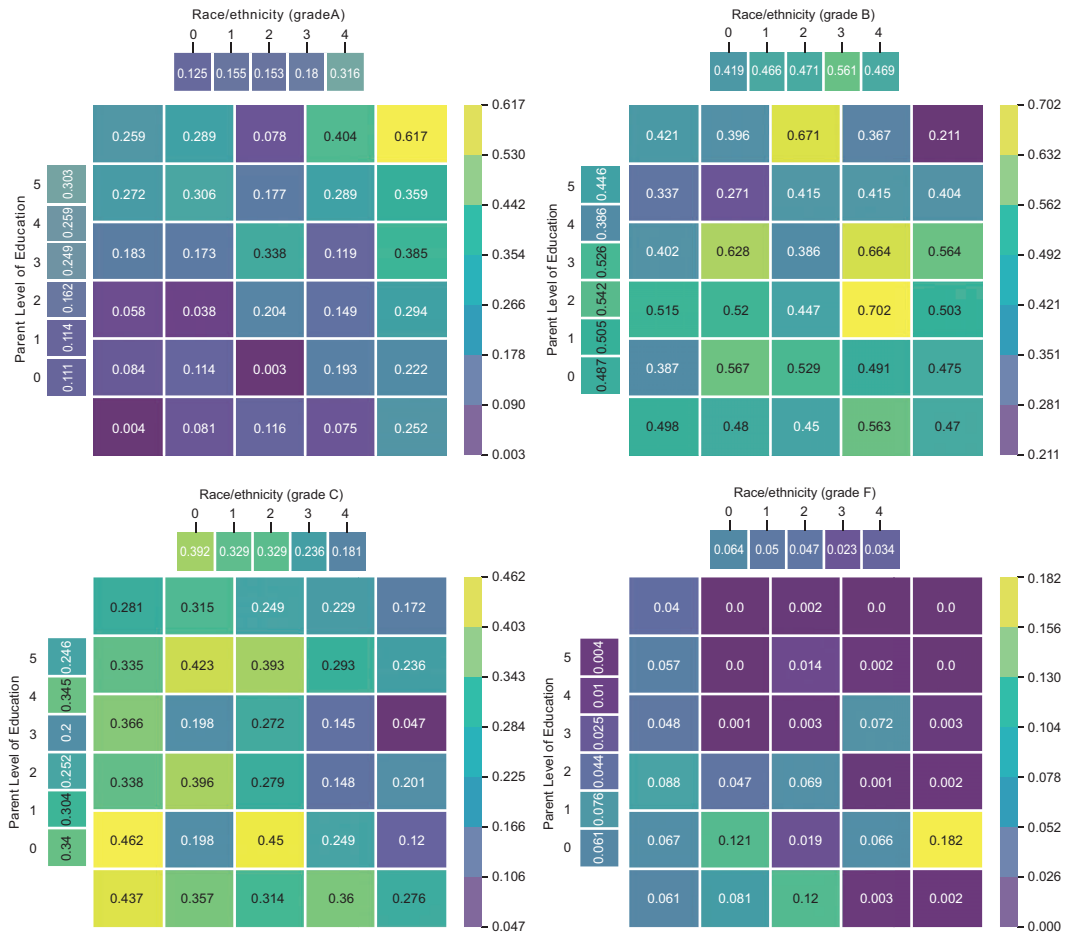 Race/ethnicity (gradeA)
0 1 2 3 4
0.125 0.155 0.153 0.18 0.316
Parent Level of Education
5
4
3
2
1
0
0.303
0.259
0.249
0.162
0.114
0.111
0.259 0.289 0.078 0.404 0.617
0.272 0.306 0.177 0.289 0.359
0.183 0.173 0.338 0.119 0.385
0.058 0.038 0.204 0.149 0.294
0.084 0.114 0.003 0.193 0.222
0.004 0.081 0.116 0.075 0.252
0.617
0.530
0.442
0.354
0.266
0.178
0.090
0.003
Race/ethnicity (grade B)
0 1 2 3 4
0.419 0.466 0.471 0.561 0.469
Parent Level of Education
5
4
3
2
1
0
0.446
0.386
0.526
0.542
0.505
0.487
0.421 0.396 0.671 0.367 0.211
0.337 0.271 0.415 0.415 0.404
0.402 0.628 0.386 0.664 0.564
0.515 0.52 0.447 0.702 0.503
0.387 0.567 0.529 0.491 0.475
0.498 0.48 0.45 0.563 0.47
0.702
0.632
0.562
0.492
0.421
0.351
0.281
0.211
Race/ethnicity (grade C)
0 1 2 3 4
0.392 0.329 0.329 0.236 0.181
Parent Level of Education
5
4
3
2
1
0
0.246
0.345
0.2
0.252
0.304
0.34
0.281 0.315 0.249 0.229 0.172
0.335 0.423 0.393 0.293 0.236
0.366 0.198 0.272 0.145 0.047
0.338 0.396 0.279 0.148 0.201
0.462 0.198 0.45 0.249 0.12
0.437 0.357 0.314 0.36 0.276
0.462
0.403
0.343
0.284
0.225
0.166
0.106
0.047
Race/ethnicity (grade F)
0 1 2 3 4
0.064 0.05 0.047 0.023 0.034
Parent Level of Education
5
4
3
2
1
0
0.004
0.01
0.025
0.044
0.076
0.061
0.04 0.0 0.002 0.0 0.0
0.057 0.0 0.014 0.002 0.0
0.048 0.001 0.003 0.072 0.003
0.088 0.047 0.069 0.001 0.002
0.067 0.121 0.019 0.066 0.182
0.061 0.081 0.12 0.003 0.002
0.182
0.156
0.130
0.104
0.078
0.052
0.026
0.000